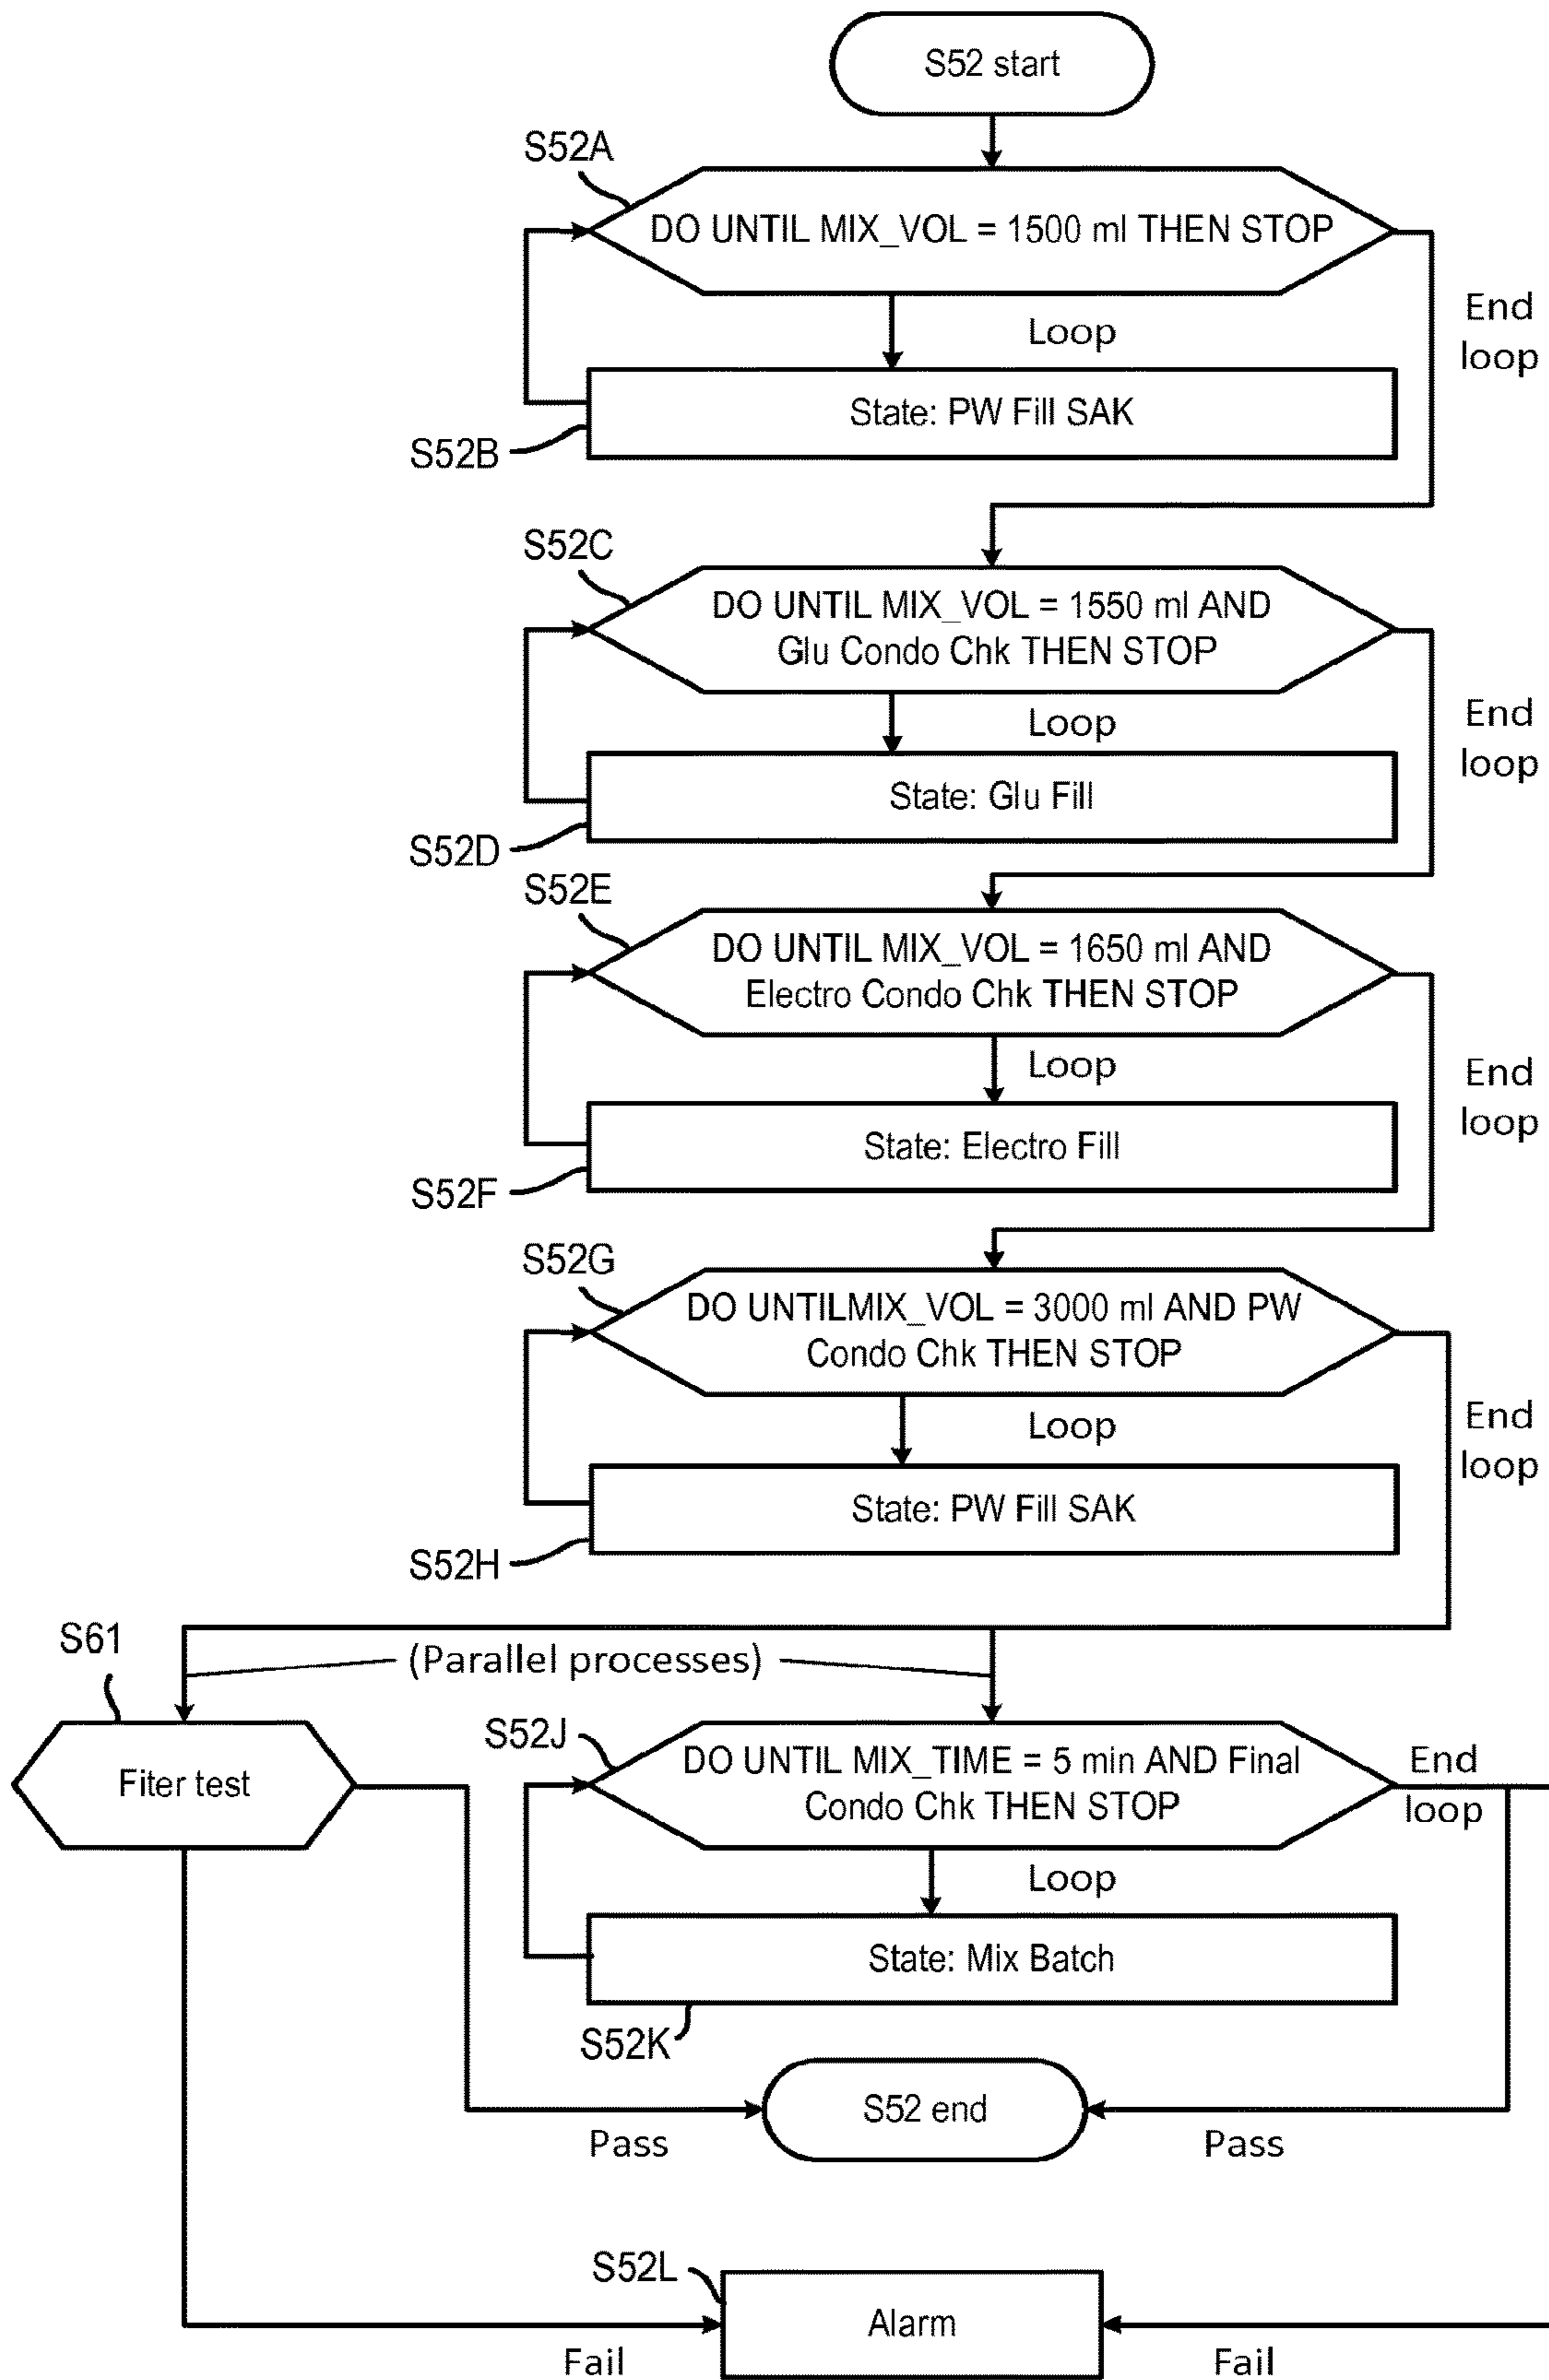 S52 start
S52A
DO UNTIL MIX_VOL = 1500 ml THEN STOP
Loop
End
loop
State: PW Fill SAK
S52B
S52C
DO UNTIL MIX_VOL = 1550 ml AND
Glu Condo Chk THEN STOP
Loop
End
loop
State: Glu Fill
S52D
S52E
DO UNTIL MIX_VOL = 1650 ml AND
Electro Condo Chk THEN STOP
Loop
End
loop
State: Electro Fill
S52F
S52G
DO UNTILMIX_VOL = 3000 ml AND PW
Condo Chk THEN STOP
Loop
End
loop
State: PW Fill SAK
S52H
S61
(Parallel processes)
Fiter test
S52J
DO UNTIL MIX_TIME = 5 min AND Final
Condo Chk THEN STOP
End
loop
Loop
State: Mix Batch
S52K
S52 end
Pass
Pass
S52L
Alarm
Fail
Fail